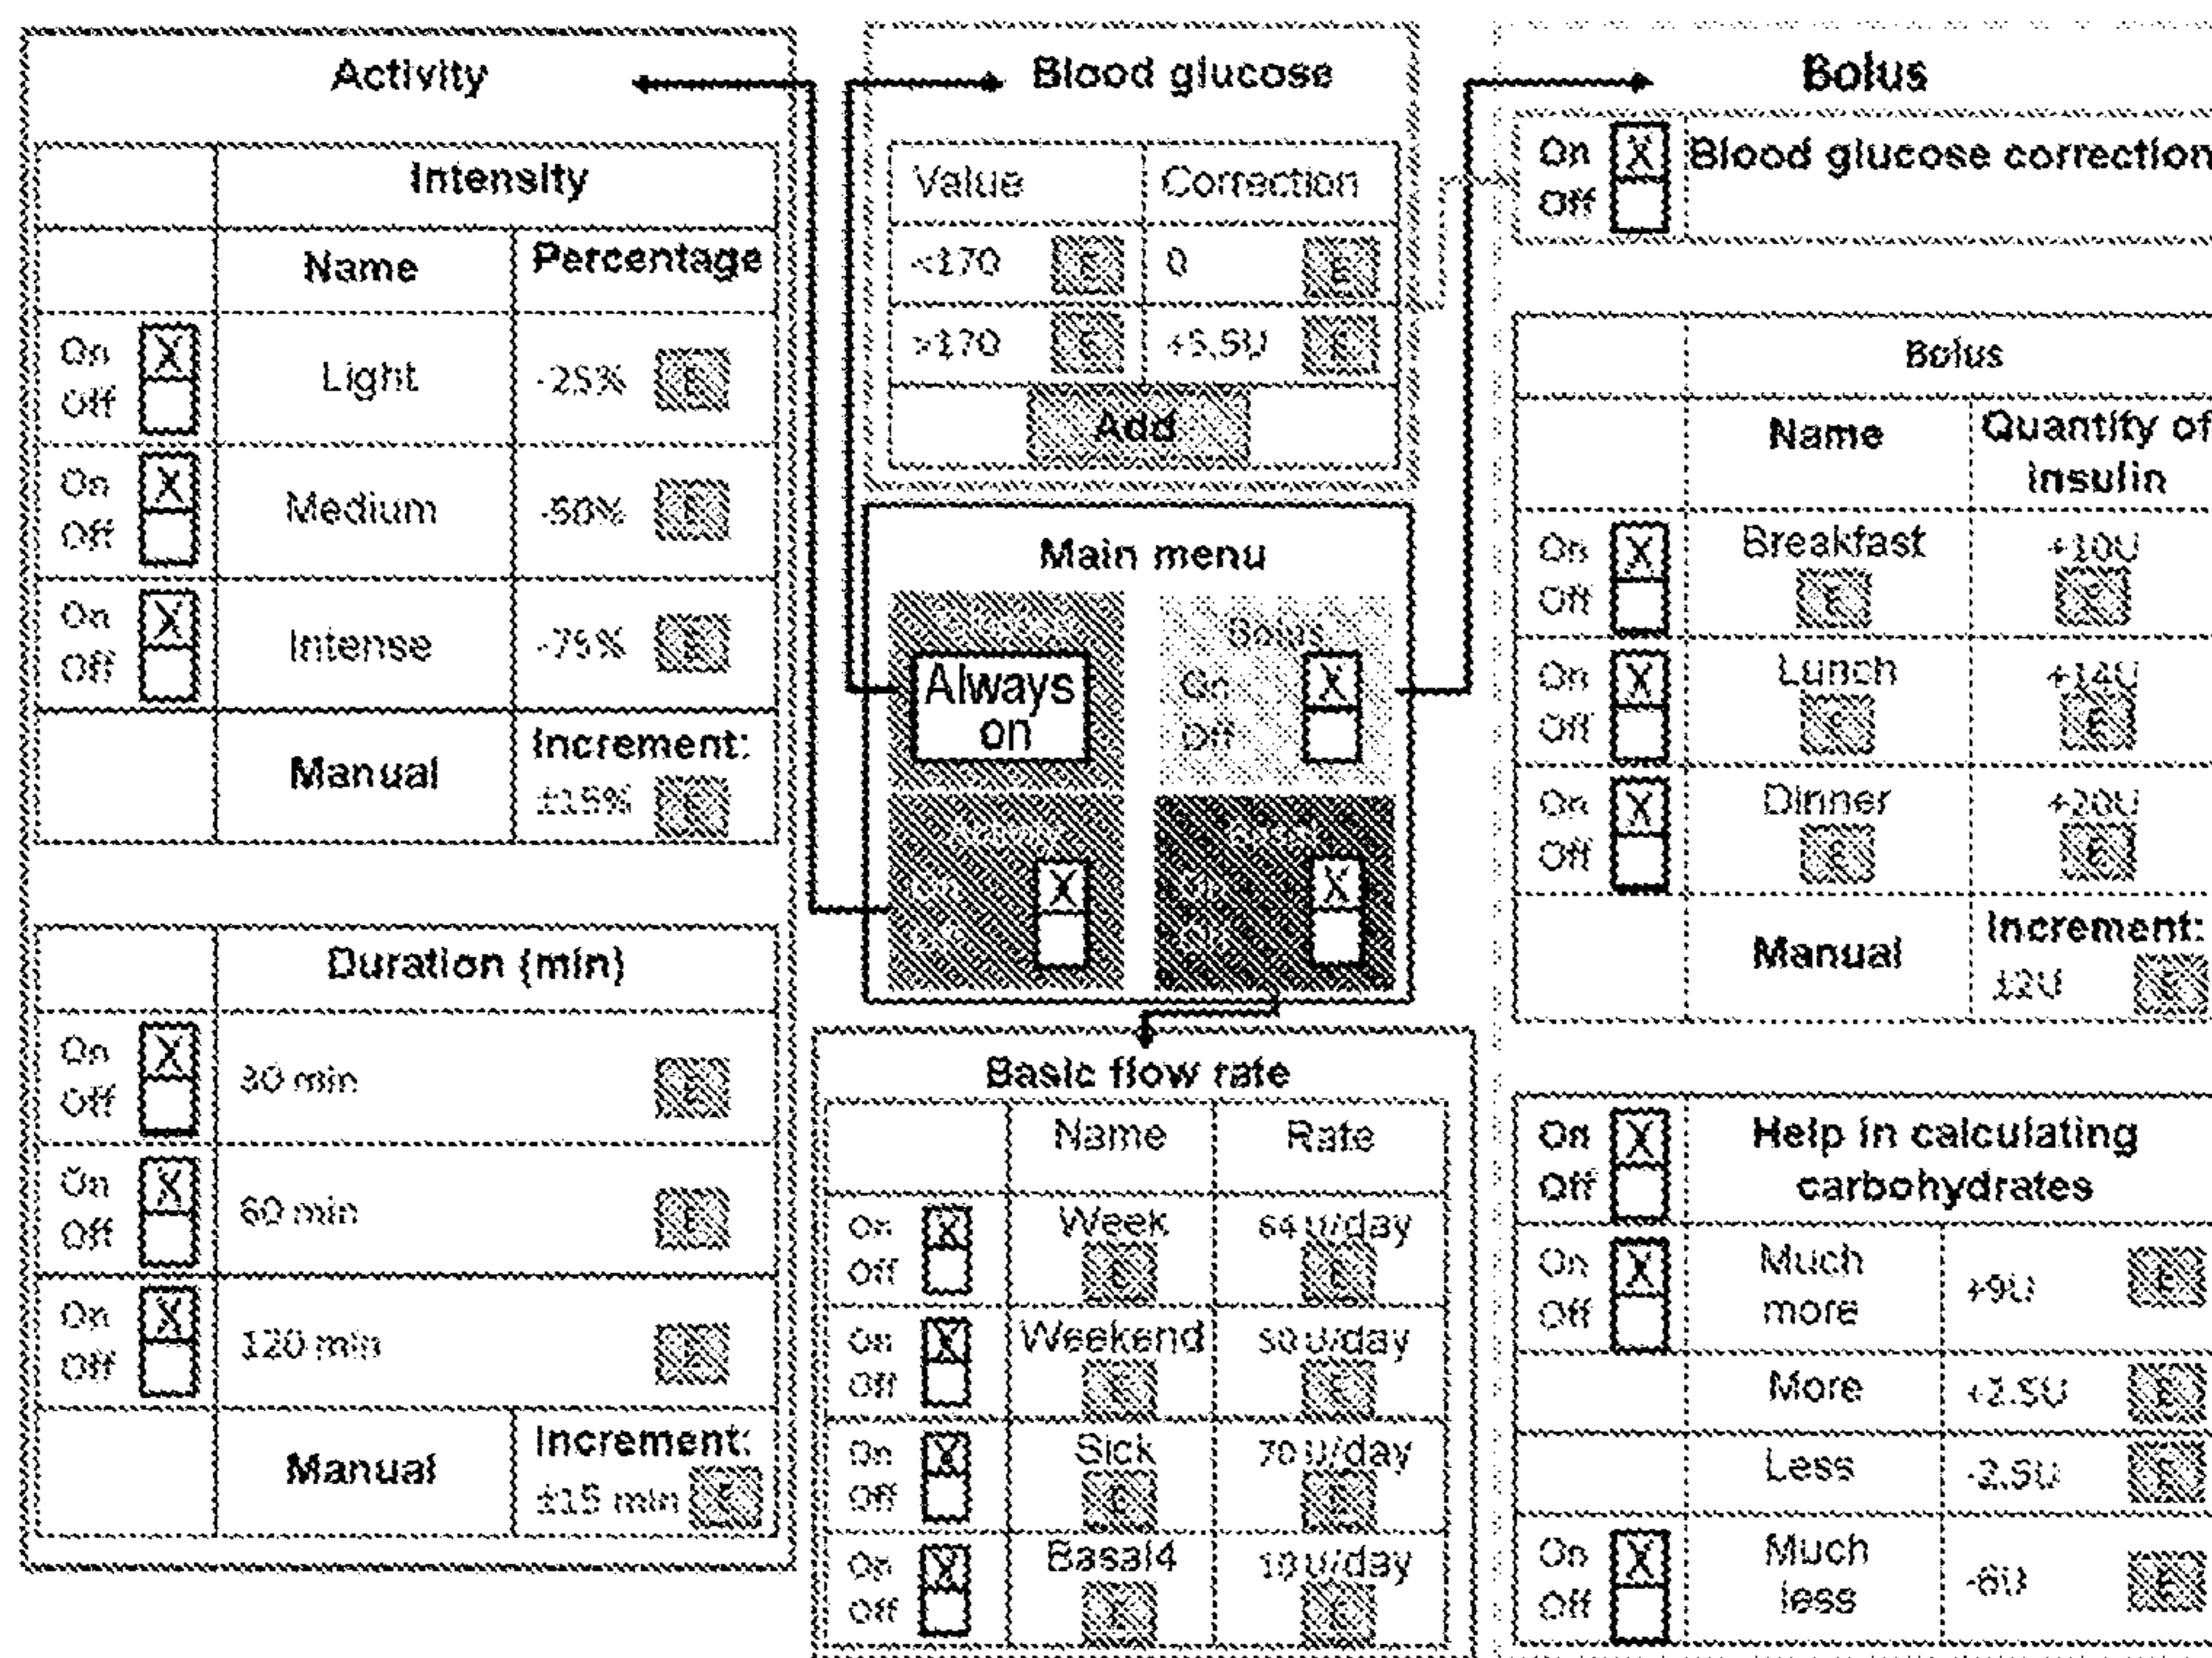 Activity
Intensity
Name Percentage
On X Light -25% E
Off
On X Medium -50% E
Off
On X Intense -75% E
Off
Manual Increment:
±15% E
Duration (min)
On X 30 min E
Off
On X 60 min E
Off
On X 120 min E
Off
Manual Increment:
±15 min E
Blood glucose
Value Correction
<170 E 0 E
>170 E +5.5U E
Add
Main menu
Always
on
Bolus
On X
Off
Activity
On X
Off
X
Basic flow rate
Name Rate
On X Week 64 U/day
Off E E
On X Weekend 50 U/day
Off E E
On X Sick 70 U/day
Off E E
On X Basal4 U/day
Off E E
Bolus
On X Blood glucose correction
Off
Bolus
Name Quantity of
insulin
On X Breakfast +10U
Off E E
On X Lunch +14U
Off E E
On X Dinner +20U
Off E E
Manual Increment:
±2U E
On X Help in calculating
Off carbohydrates
On X Much
Off more +9U E
More +2.5U E
Less -2.5U E
On X Much
Off less -6U E